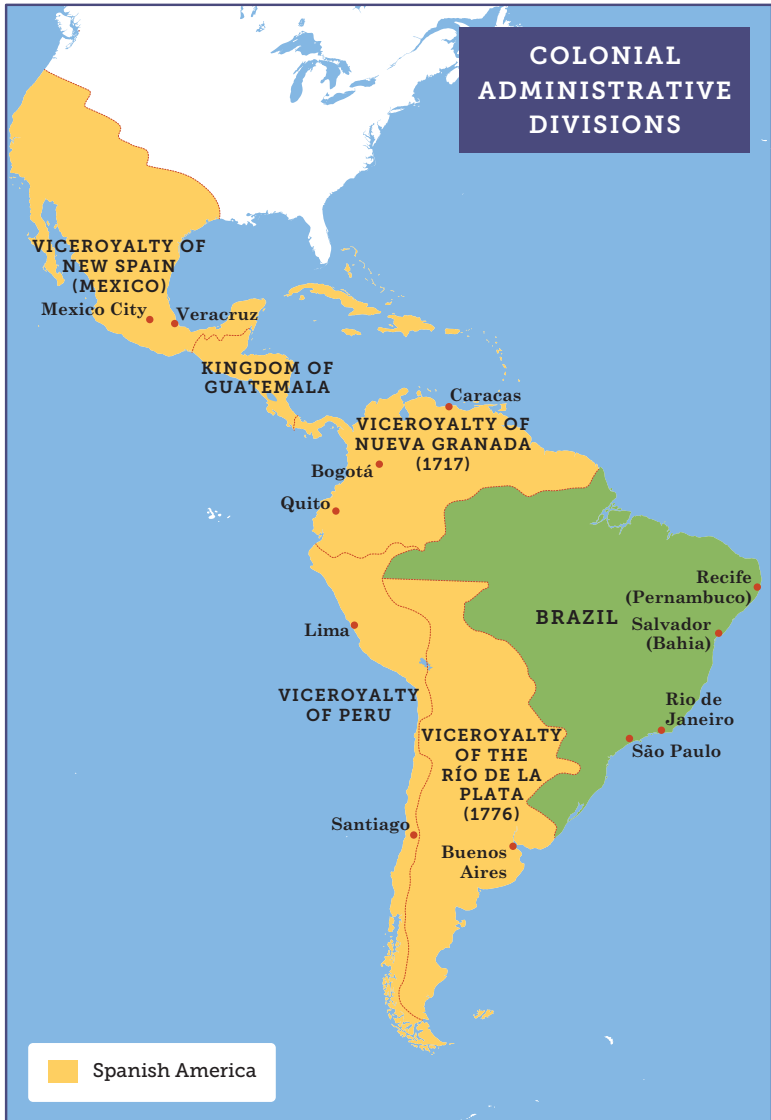 COLONIAL
ADMINISTRATIVE
DIVISIONS
VICEROYALTY OF
NEW SPAIN
(MEXICO)
Mexico City
Veracruz
KINGDOM OF
GUATEMALA
Caracas
VICEROYALTY OF
NUEVA GRANADA
(1717)
Bogotá
Quito
Recife
(Pernambuco)
BRAZIL
Salvador
(Bahia)
Lima
VICEROYALTY
OF PERU
Rio de
Janeiro
São Paulo
VICEROYALTY
OF THE
RÍO DE LA
PLATA
(1776)
Santiago
Buenos
Aires
Spanish America